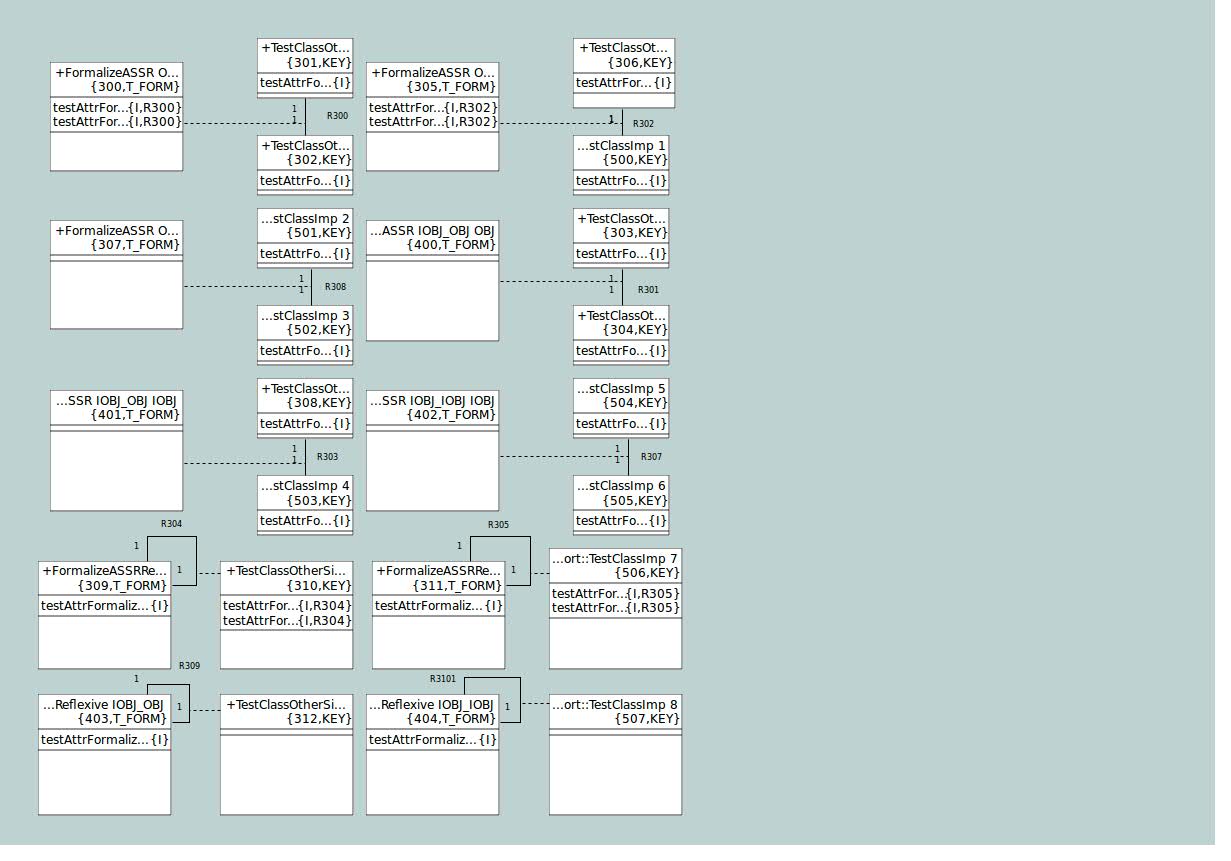 +FormalizeASSR O...
{300,T_FORM}
testAttrFor...{I,R300}
testAttrFor...{I,R300}
+TestClassOt...
{301,KEY}
testAttrFo...{I}
1
1
R300
+TestClassOt...
{302,KEY}
testAttrFo...{I}
+FormalizeASSR O...
{305,T_FORM}
testAttrFor...{I,R302}
testAttrFor...{I,R302}
+TestClassOt...
{306,KEY}
testAttrFor...{I}
1
R302
...stClassImp 1
{500,KEY}
testAttrFo...{I}
+FormalizeASSR O...
{307,T_FORM}
...stClassImp 2
{501,KEY}
testAttrFo...{I}
1
1
R308
...stClassImp 3
{502,KEY}
testAttrFo...{I}
...ASSR IOBJ_OBJ OBJ
{400,T_FORM}
+TestClassOt...
{303,KEY}
testAttrFo...{I}
1
1
R301
+TestClassOt...
{304,KEY}
testAttrFo...{I}
...SSR IOBJ_OBJ IOBJ
{401,T_FORM}
+TestClassOt...
{308,KEY}
testAttrFo...{I}
1
1
R303
...stClassImp 4
{503,KEY}
testAttrFo...{I}
...SSR IOBJ_IOBJ IOBJ
{402,T_FORM}
...stClassImp 5
{504,KEY}
testAttrFo...{I}
1
1
R307
...stClassImp 6
{505,KEY}
testAttrFo...{I}
R304
1
1
+FormalizeASSRRe...
{309,T_FORM}
testAttrFormaliz...{I}
+TestClassOtherSi...
{310,KEY}
testAttrFor...{I,R304}
testAttrFor...{I,R304}
R305
1
1
+FormalizeASSRRe...
{311,T_FORM}
testAttrFormaliz...{I}
...ort::TestClassImp 7
{506,KEY}
testAttrFor...{I,R305}
testAttrFor...{I,R305}
R309
1
1
...Reflexive IOBJ_OBJ
{403,T_FORM}
testAttrFormaliz...{I}
+TestClassOtherSi...
{312,KEY}
R3101
1
...Reflexive IOBJ_IOBJ
{404,T_FORM}
testAttrFormaliz...{I}
...ort::TestClassImp 8
{507,KEY}